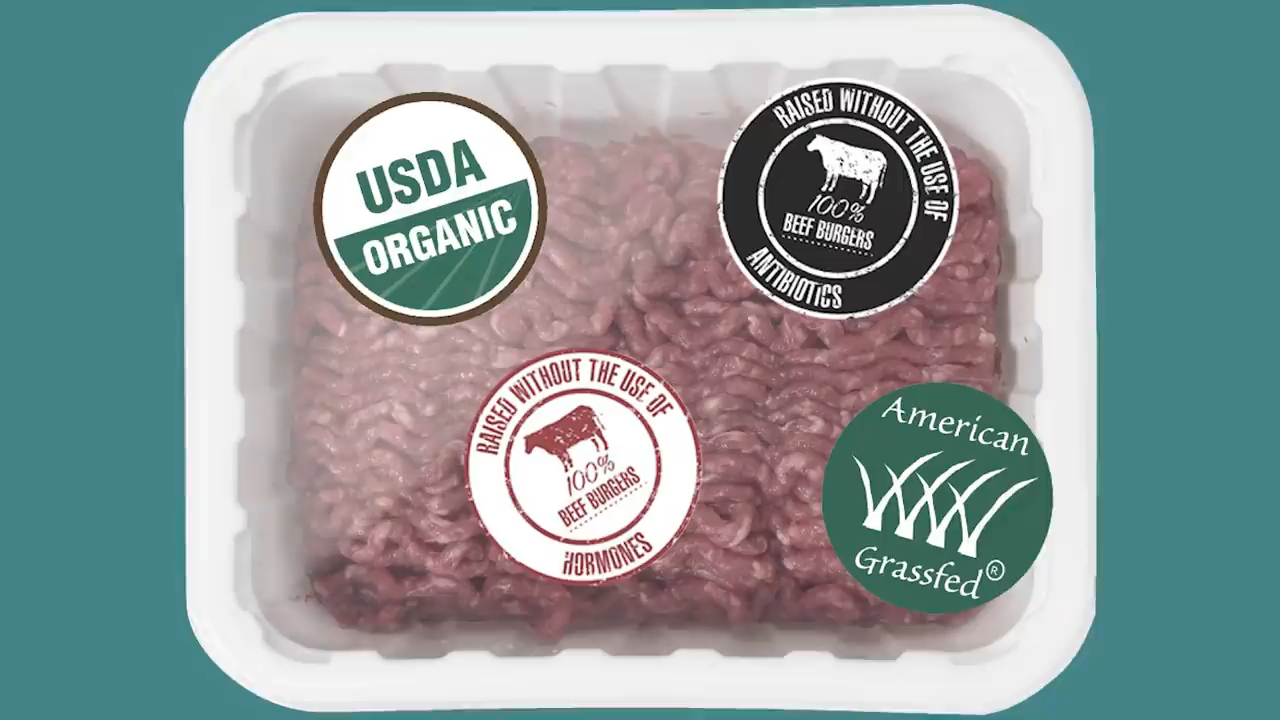 USDA
ORGANIC
RAISED WITHOUT THE USE OF
100%
BEEF BURGERS
ANTIBIOTICS
RAISED WITHOUT THE USE OF
100%
BEEF BURGERS
HORMONES
American
Grassfed®